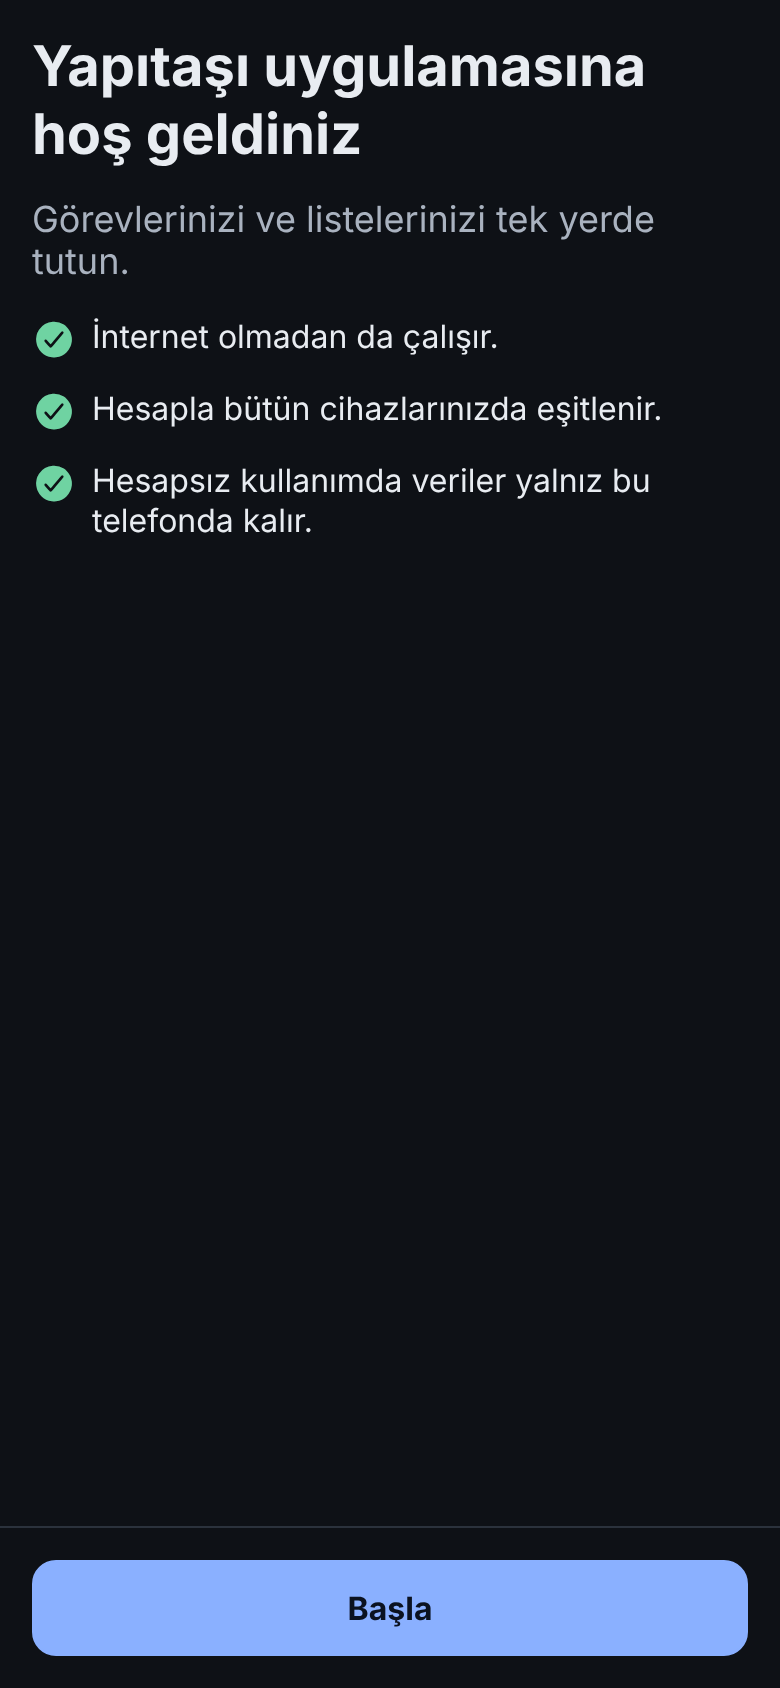 Yapıtaşı uygulamasına
hoş geldiniz
Görevlerinizi ve listelerinizi tek yerde
tutun.
İnternet olmadan da çalışır.
Hesapla bütün cihazlarınızda eşitlenir.
Hesapsız kullanımda veriler yalnız bu
telefonda kalır.
Başla